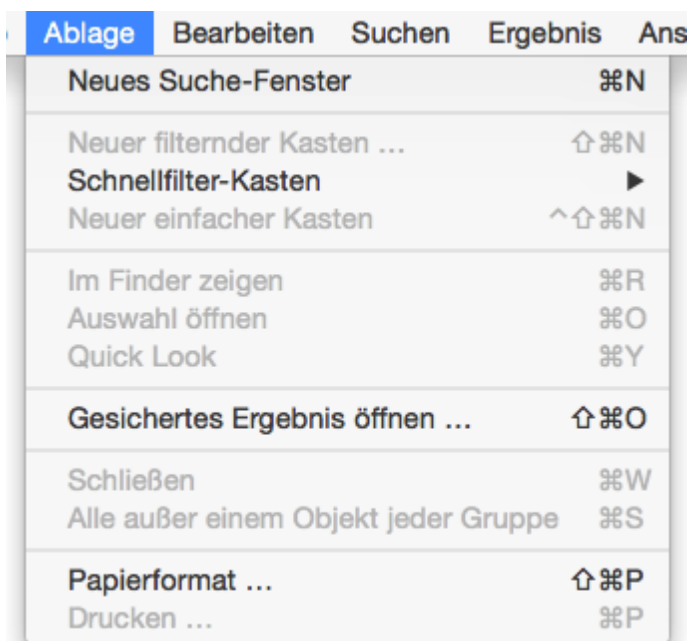 Ablage Bearbeiten Suchen Ergebnis Ans
Neues Suche-Fenster ⌘N
Neuer filternder Kasten ... ⇧⌘N
Schnellfilter-Kasten ▶
Neuer einfacher Kasten ^⇧⌘N
Im Finder zeigen ⌘R
Auswahl öffnen ⌘O
Quick Look ⌘Y
Gesichertes Ergebnis öffnen ... ⇧⌘O
Schließen ⌘W
Alle außer einem Objekt jeder Gruppe ⌘S
Papierformat ... ⇧⌘P
Drucken ... ⌘P